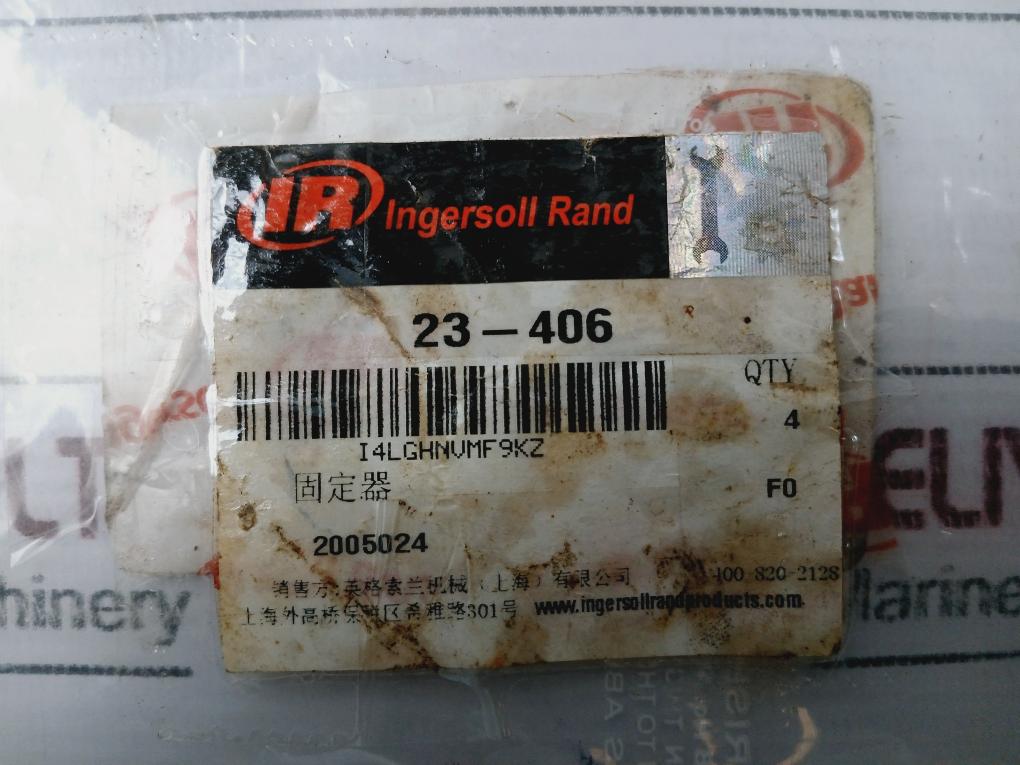 IR Ingersoll Rand
23-406
QTY
4
I4LGHNVMF9KZ
固定器
F0
2005024
销售方:英格索兰机械(上海)有限公司 400-820-2128
上海外高桥保税区希雅路301号 www.ingersollrandproducts.com
hinery
Marine